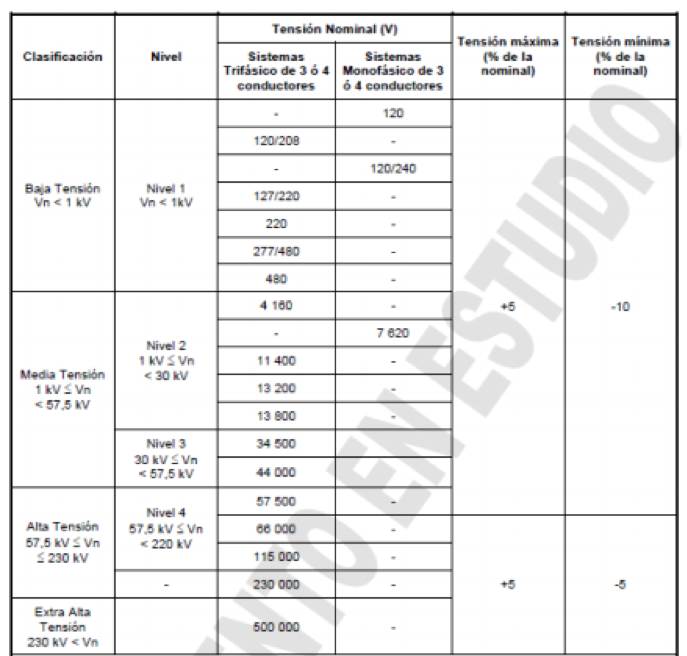 Clasificación
Nivel
Tensión Nominal (V)
Sistemas
Trifásico de 3 ó 4
conductores
Sistemas
Monofásico de 3
ó 4 conductores
Tensión máxima
(% de la
nominal)
Tensión mínima
(% de la
nominal)
Baja Tensión
Vn < 1 kV
Nivel 1
Vn < 1kV
- 120
120/208 -
- 120/240
127/220 -
220 -
277/480 -
480 -
Media Tensión
1 kV ≤ Vn
< 57,5 kV
Nivel 2
1 kV ≤ Vn
< 30 kV
4 160 -
- 7 620
11 400 -
13 200 -
13 800 -
Nivel 3
30 kV ≤ Vn
< 57,5 kV
34 500 -
44 000 -
+5 -10
Alta Tensión
57,5 kV ≤ Vn
≤ 230 kV
Nivel 4
57,5 kV ≤ Vn
< 220 kV
57 500 -
66 000 -
115 000 -
- 230 000 -
+5 -5
Extra Alta
Tensión
230 kV < Vn
500 000 -
ENTO EN ESTUDIO